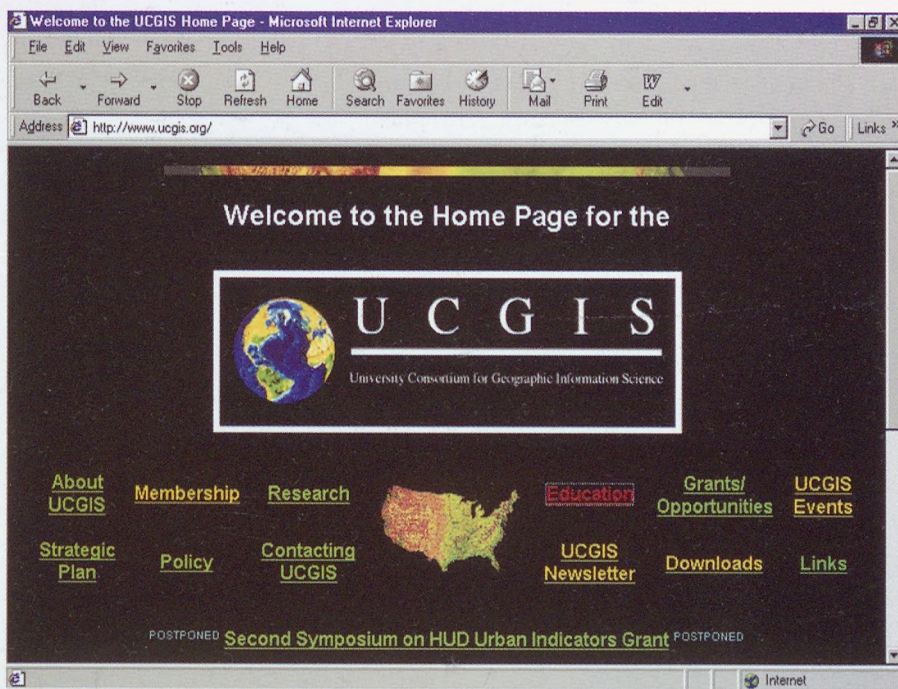 Welcome to the UCGIS Home Page - Microsoft Internet Explorer
File Edit View Favorites Tools Help
Back Forward Stop Refresh Home Search Favorites History Mail Print Edit
Address http://www.ucgis.org/ Go Links »
Welcome to the Home Page for the
UCGIS
University Consortium for Geographic Information Science
About UCGIS
Membership
Research
Education
Grants/
Opportunities
UCGIS
Events
Strategic
Plan
Policy
Contacting
UCGIS
UCGIS
Newsletter
Downloads
Links
POSTPONED Second Symposium on HUD Urban Indicators Grant POSTPONED
Internet